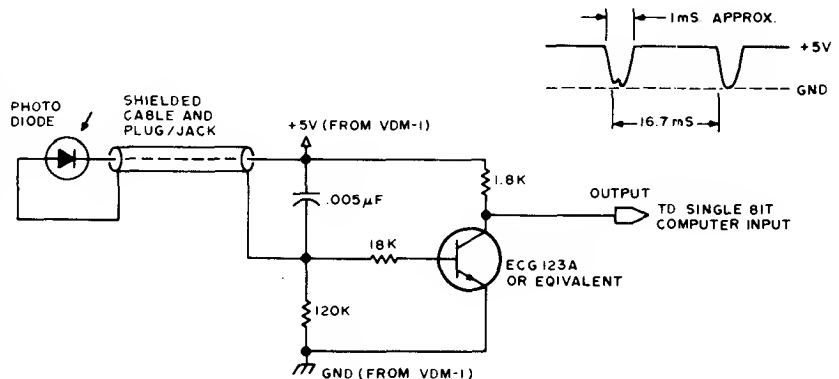 1mS APPROX.
+5V
GND
16.7mS
PHOTO
DIODE
SHIELDED
CABLE AND
PLUG/JACK
+5V (FROM VDM-1)
1.8K
.005µF
OUTPUT
TD SINGLE 8IT
COMPUTER INPUT
18K
ECG 123A
OR EQIVALENT
120K
GND (FROM VDM-1)